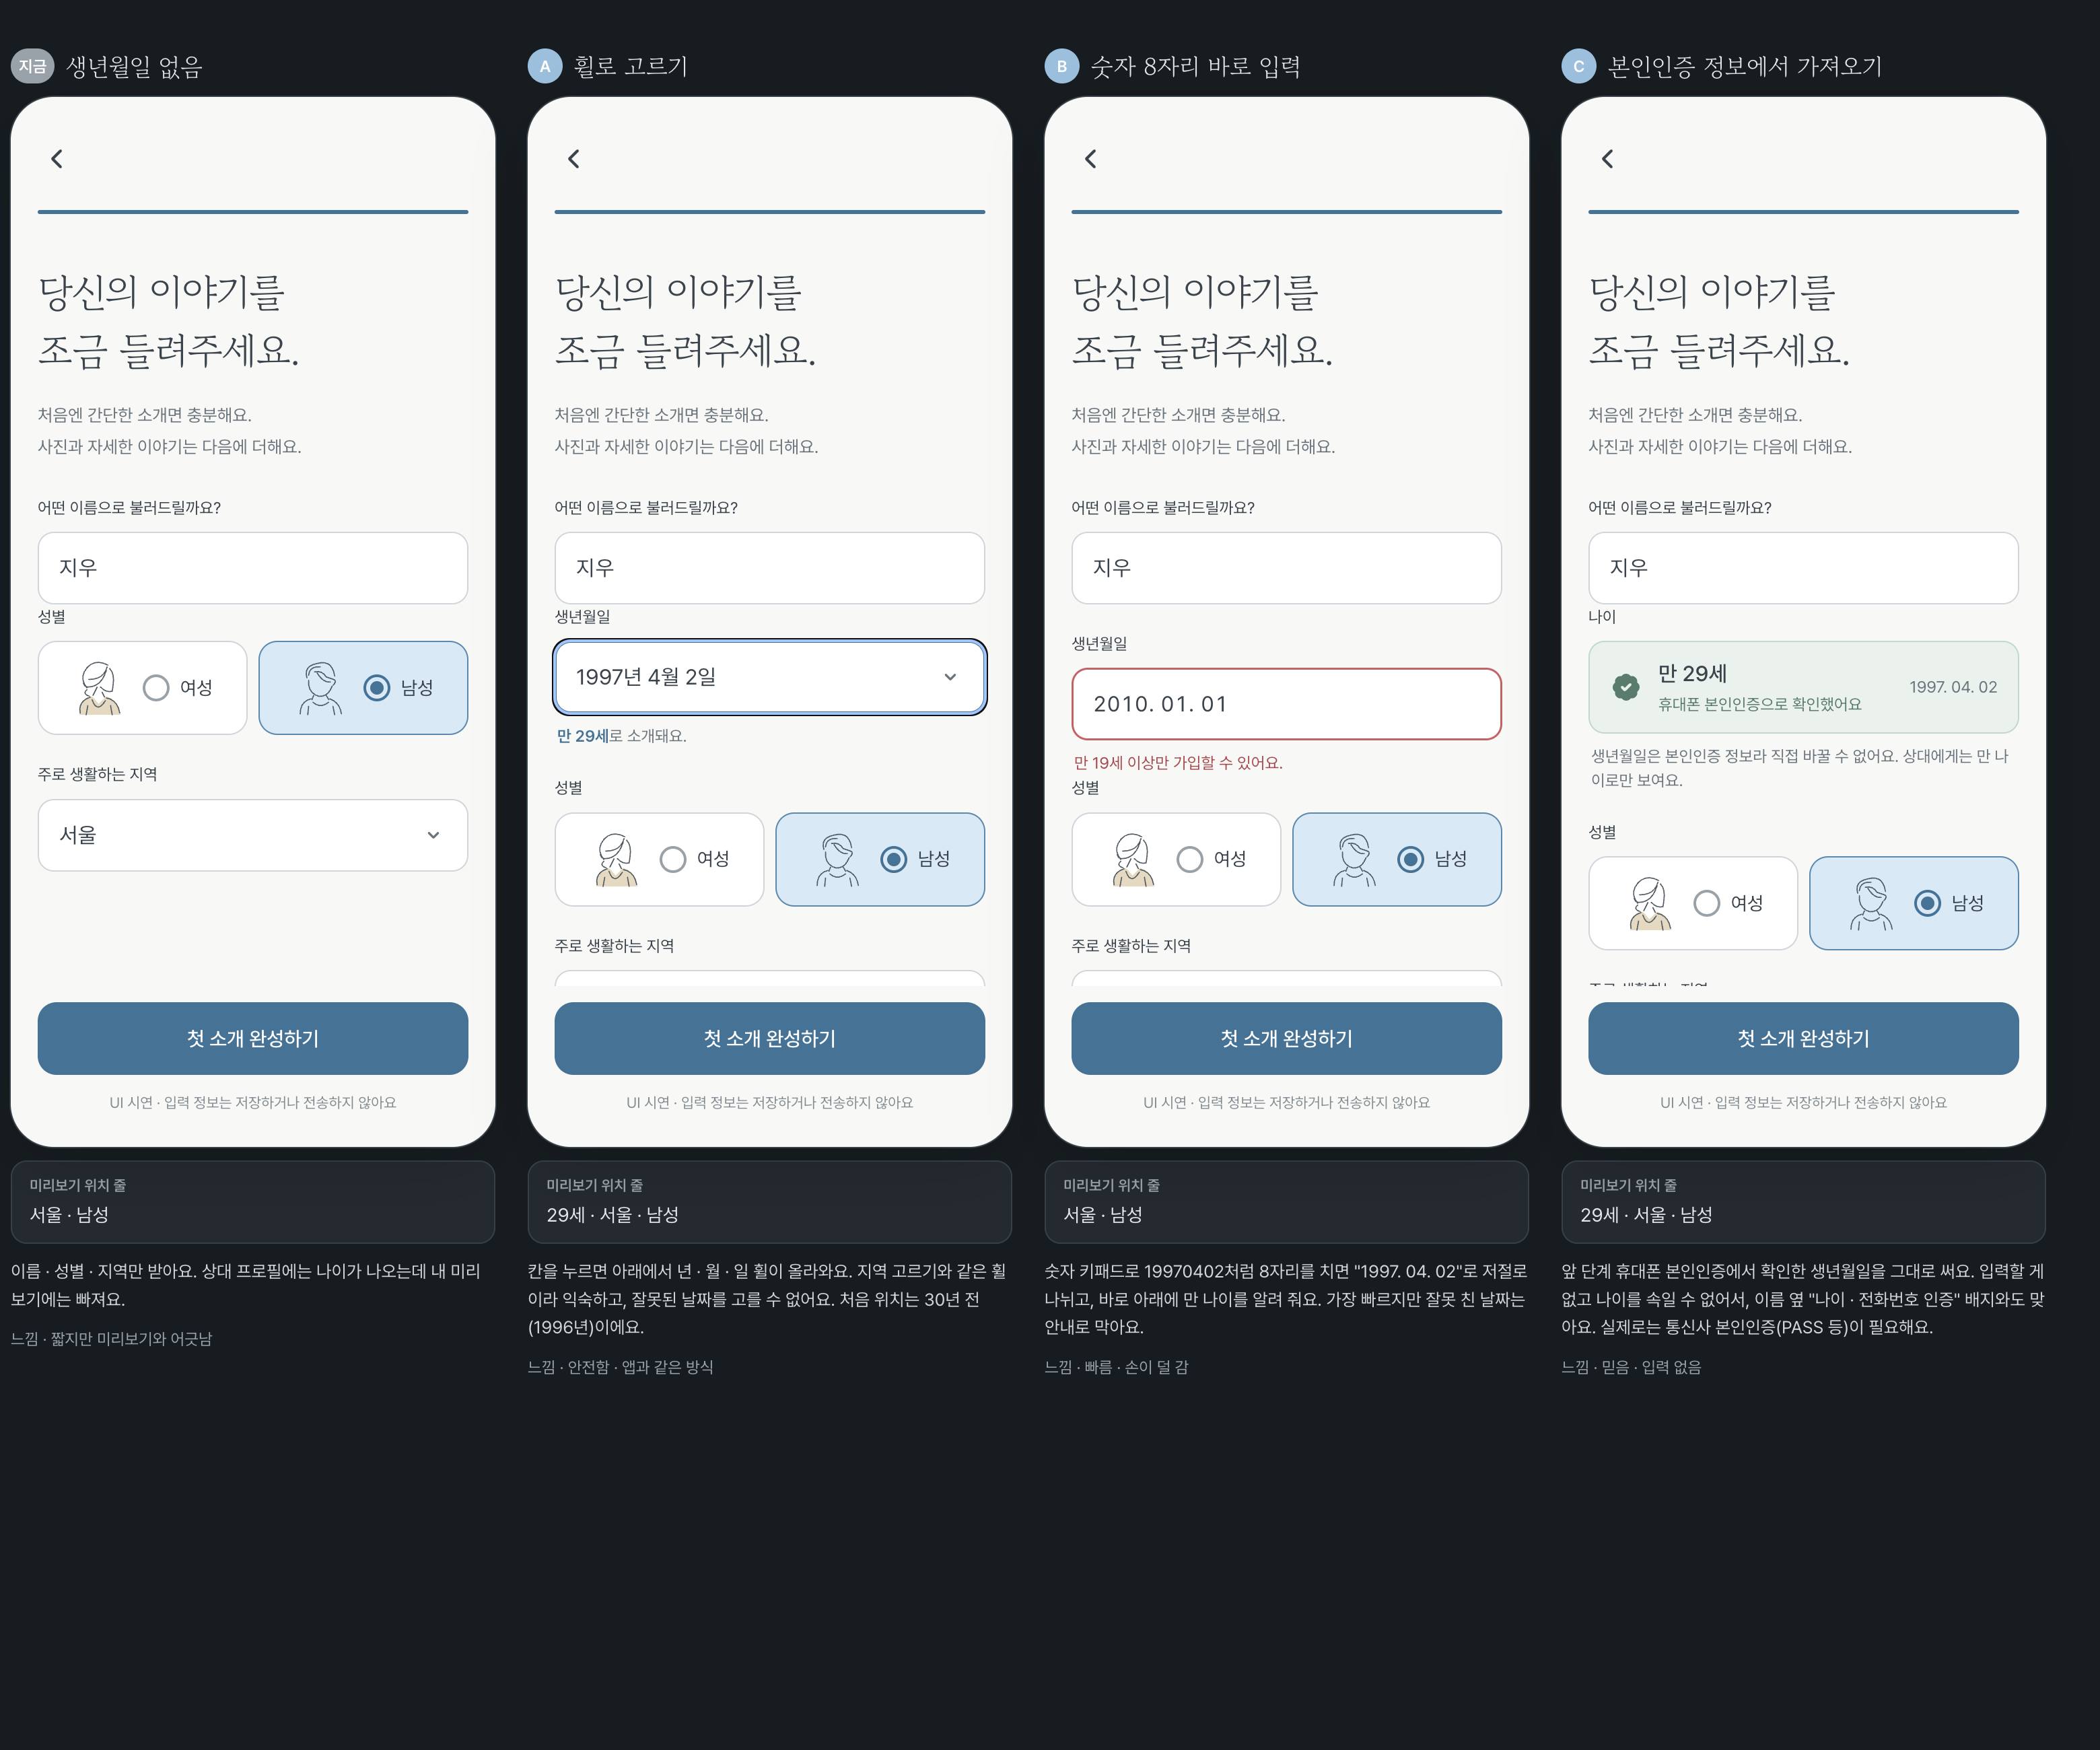 지금 생년월일 없음
당신의 이야기를
조금 들려주세요.
처음엔 간단한 소개면 충분해요.
사진과 자세한 이야기는 다음에 더해요.
어떤 이름으로 불러드릴까요?
지우
성별
여성
남성
주로 생활하는 지역
서울
첫 소개 완성하기
UI 시연 · 입력 정보는 저장하거나 전송하지 않아요
미리보기 위치 줄
서울 · 남성
이름 · 성별 · 지역만 받아요. 상대 프로필에는 나이가 나오는데 내 미리
보기에는 빠져요.
느낌 · 짧지만 미리보기와 어긋남
A 휠로 고르기
당신의 이야기를
조금 들려주세요.
처음엔 간단한 소개면 충분해요.
사진과 자세한 이야기는 다음에 더해요.
어떤 이름으로 불러드릴까요?
지우
생년월일
1997년 4월 2일
만 29세로 소개돼요.
성별
여성
남성
주로 생활하는 지역
첫 소개 완성하기
UI 시연 · 입력 정보는 저장하거나 전송하지 않아요
미리보기 위치 줄
29세 · 서울 · 남성
칸을 누르면 아래에서 년 · 월 · 일 휠이 올라와요. 지역 고르기와 같은 휠
이라 익숙하고, 잘못된 날짜를 고를 수 없어요. 처음 위치는 30년 전
(1996년)이에요.
느낌 · 안전함 · 앱과 같은 방식
B 숫자 8자리 바로 입력
당신의 이야기를
조금 들려주세요.
처음엔 간단한 소개면 충분해요.
사진과 자세한 이야기는 다음에 더해요.
어떤 이름으로 불러드릴까요?
지우
생년월일
2010. 01. 01
만 19세 이상만 가입할 수 있어요.
성별
여성
남성
주로 생활하는 지역
첫 소개 완성하기
UI 시연 · 입력 정보는 저장하거나 전송하지 않아요
미리보기 위치 줄
서울 · 남성
숫자 키패드로 19970402처럼 8자리를 치면 "1997. 04. 02"로 저절로
나뉘고, 바로 아래에 만 나이를 알려 줘요. 가장 빠르지만 잘못 친 날짜는
안내로 막아요.
느낌 · 빠름 · 손이 덜 감
C 본인인증 정보에서 가져오기
당신의 이야기를
조금 들려주세요.
처음엔 간단한 소개면 충분해요.
사진과 자세한 이야기는 다음에 더해요.
어떤 이름으로 불러드릴까요?
지우
나이
만 29세
휴대폰 본인인증으로 확인했어요
1997. 04. 02
생년월일은 본인인증 정보라 직접 바꿀 수 없어요. 상대에게는 만 나
이로만 보여요.
성별
여성
남성
첫 소개 완성하기
UI 시연 · 입력 정보는 저장하거나 전송하지 않아요
미리보기 위치 줄
29세 · 서울 · 남성
앞 단계 휴대폰 본인인증에서 확인한 생년월일을 그대로 써요. 입력할 게
없고 나이를 속일 수 없어서, 이름 옆 "나이 · 전화번호 인증" 배지와도 맞
아요. 실제로는 통신사 본인인증(PASS 등)이 필요해요.
느낌 · 믿음 · 입력 없음